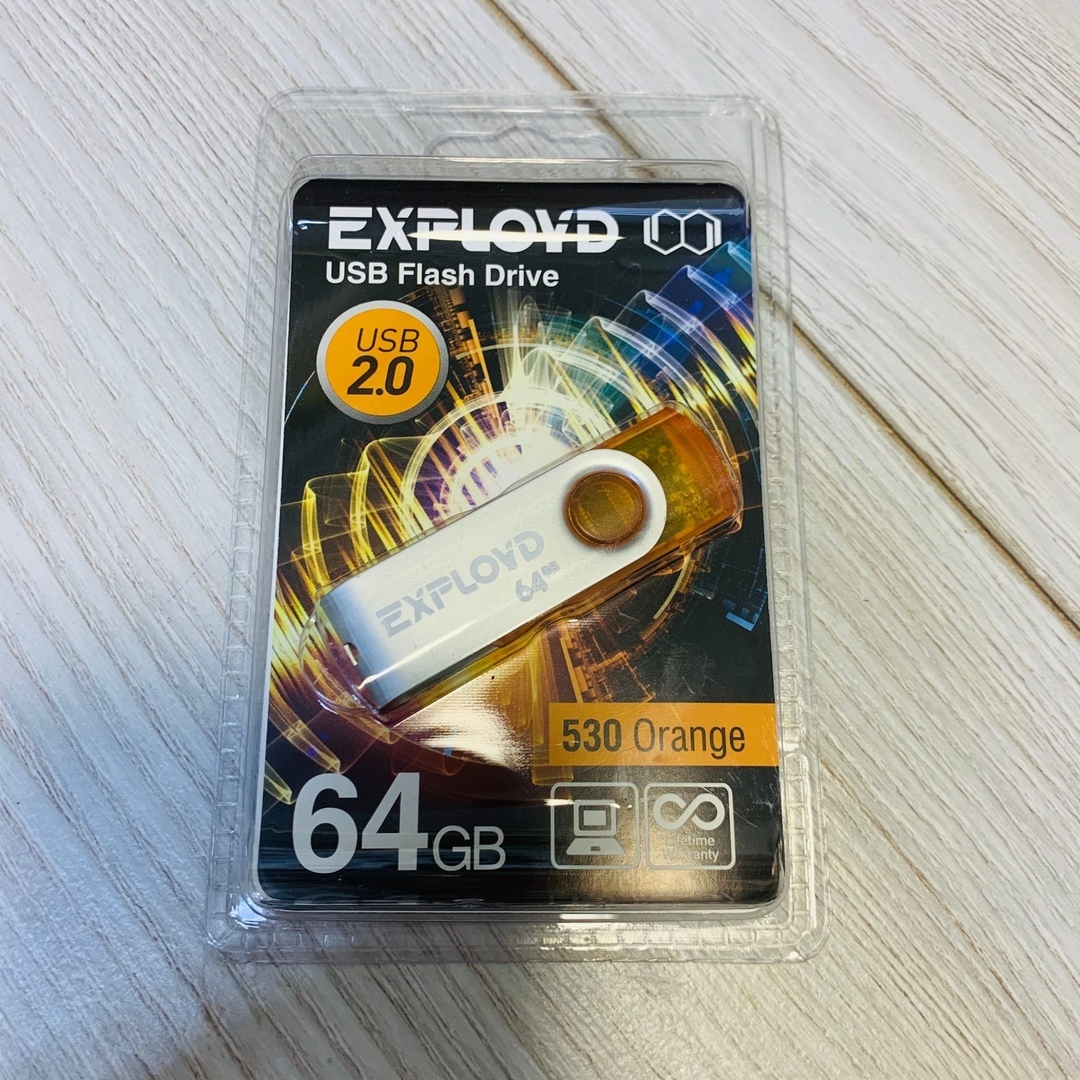 EXPLOYD
USB Flash Drive
USB
2.0
EXPLOYD
64GB
530 Orange
64GB
Lifetime
Warranty